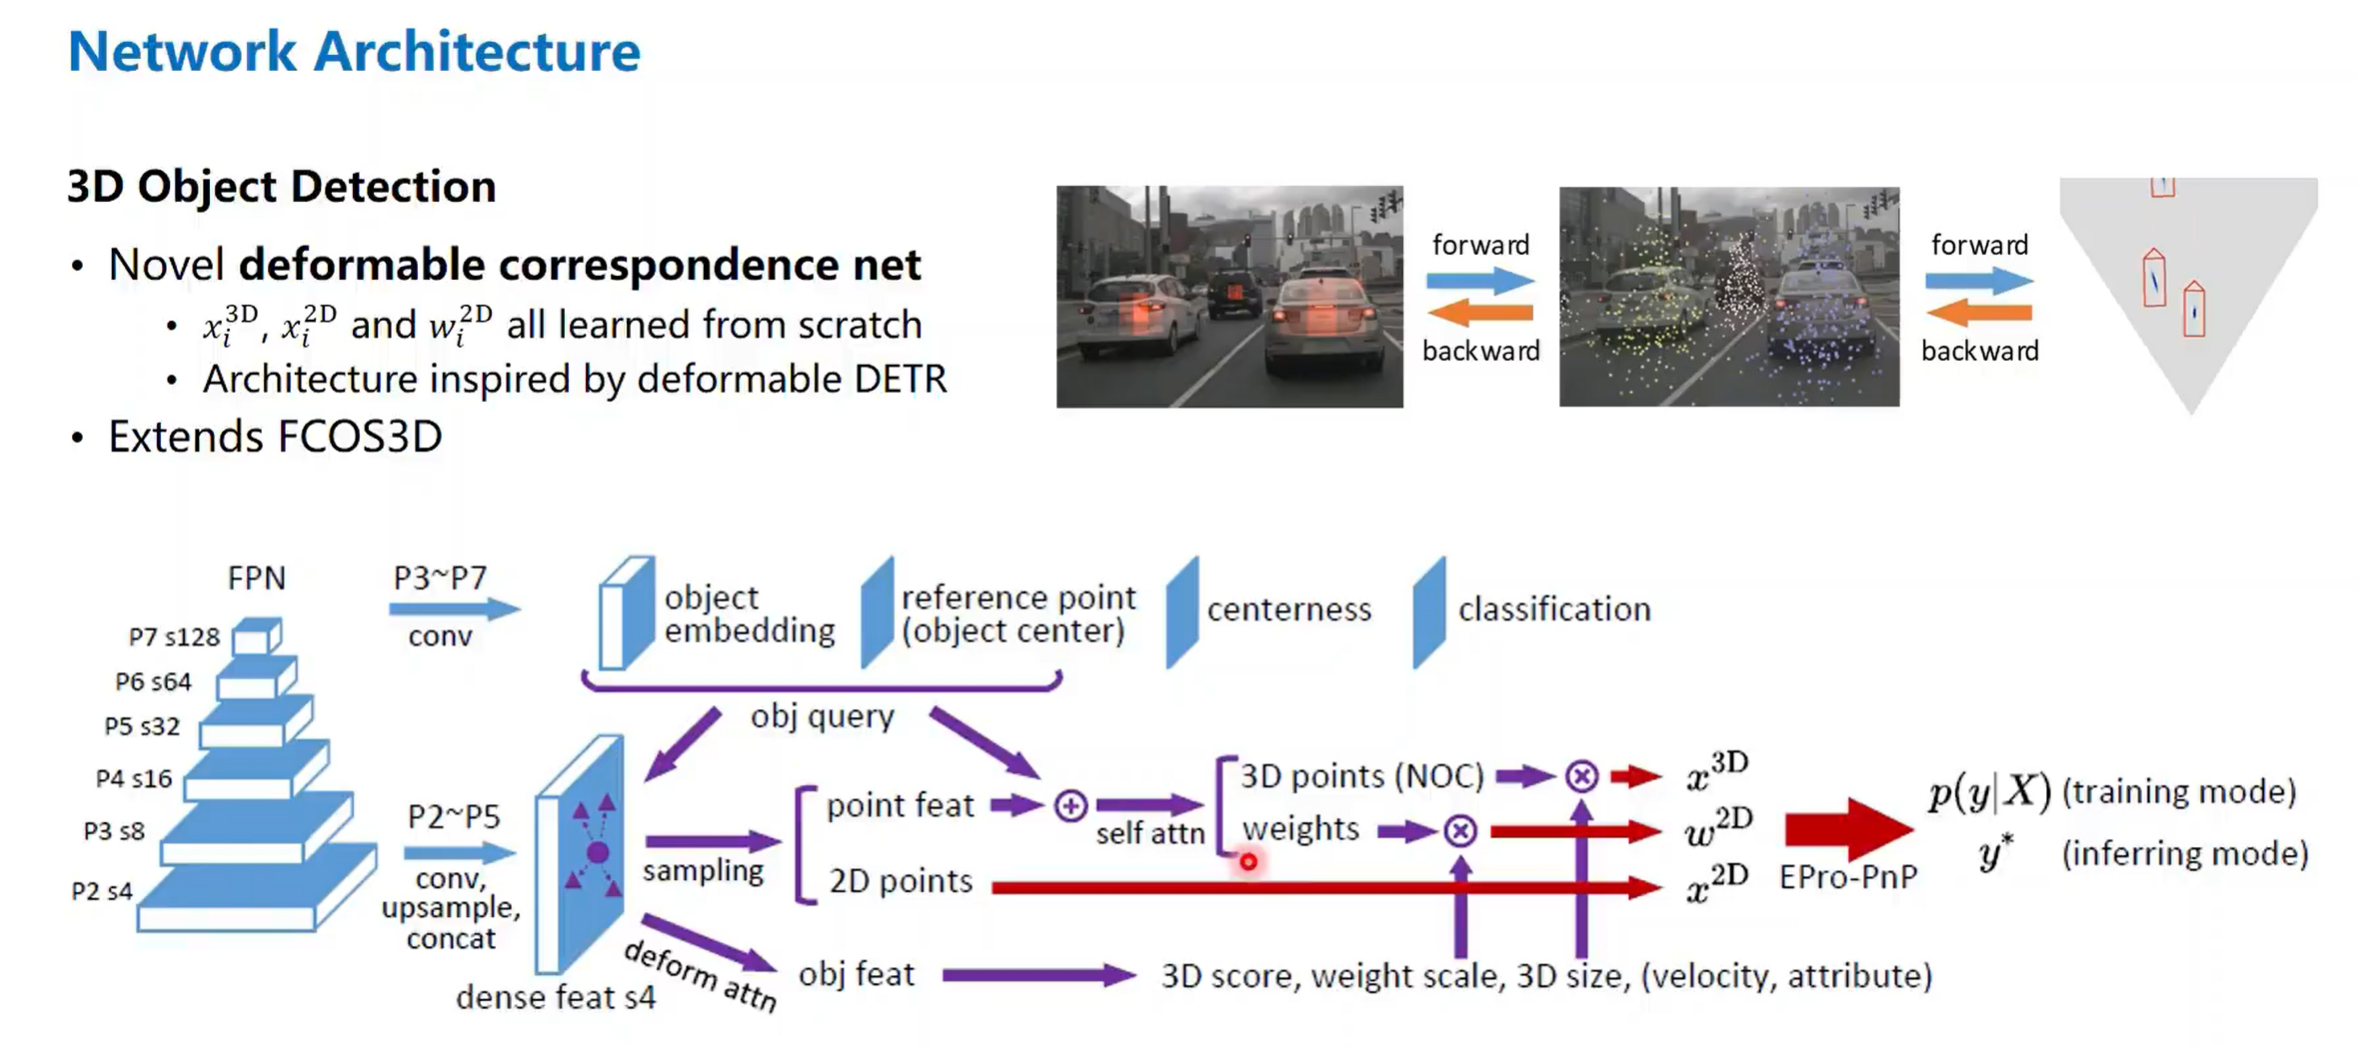 Network Architecture
3D Object Detection
• Novel deformable correspondence net
• x_i^{3D}, x_i^{2D} and w_i^{2D} all learned from scratch
• Architecture inspired by deformable DETR
• Extends FCOS3D
forward
backward
forward
backward
FPN
P7 s128
P6 s64
P5 s32
P4 s16
P3 s8
P2 s4
P3~P7
conv
object
embedding
reference point
(object center)
centerness
classification
obj query
P2~P5
conv,
upsample,
concat
dense feat s4
sampling
deform attn
point feat
2D points
obj feat
self attn
3D points (NOC)
weights
3D score, weight scale, 3D size, (velocity, attribute)
x^{3D}
w^{2D}
x^{2D}
EPro-PnP
p(y|X) (training mode)
y* (inferring mode)